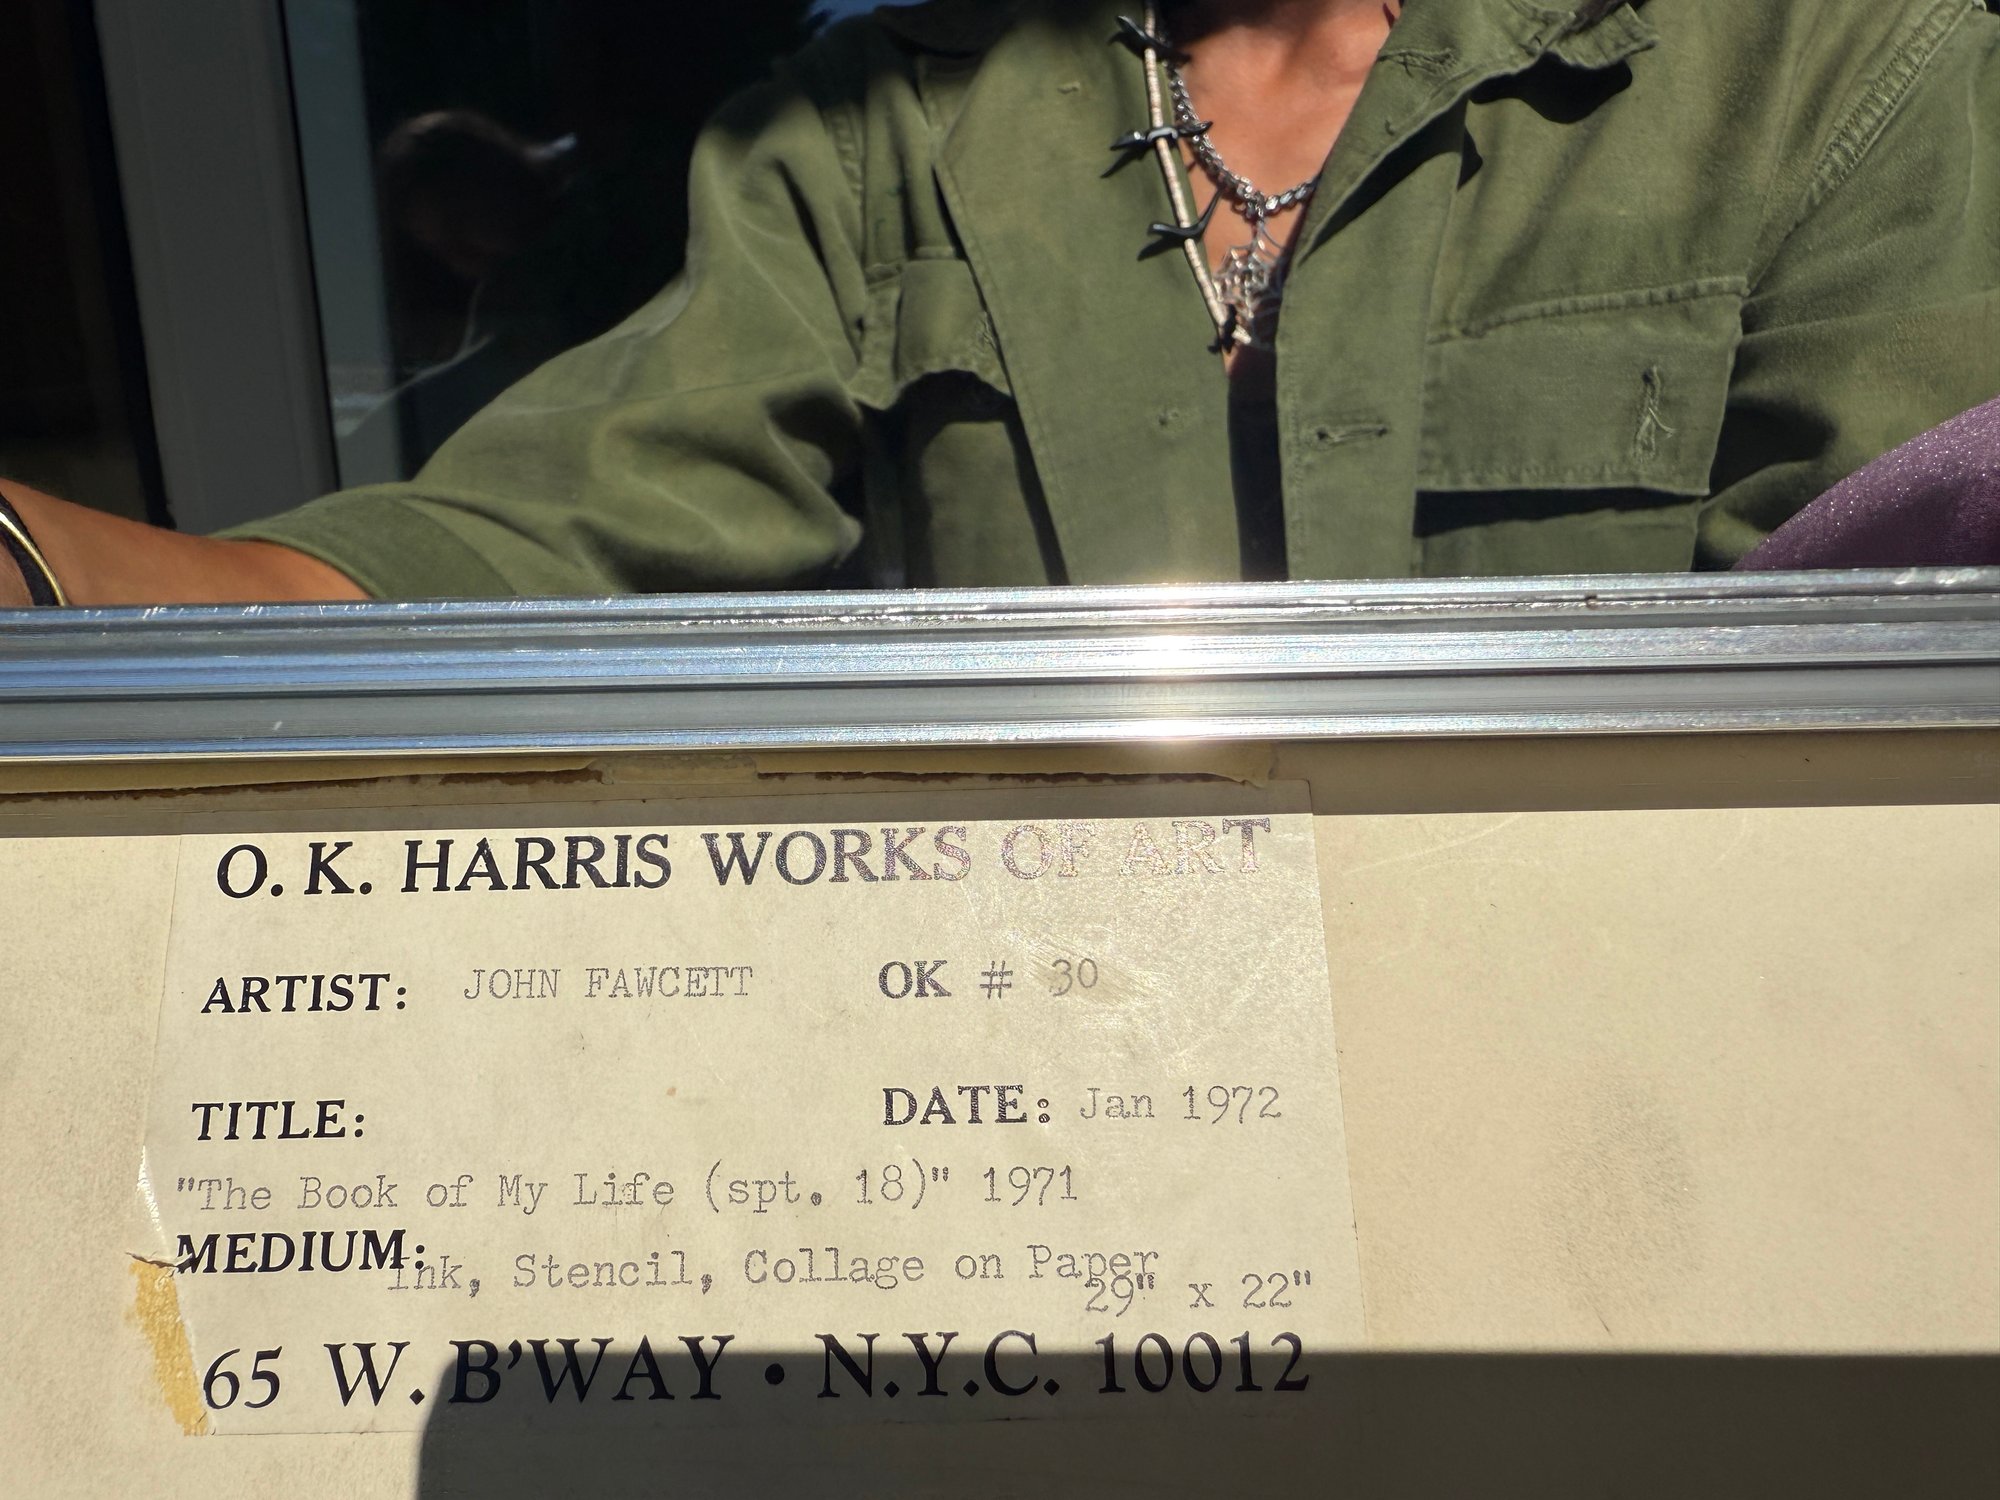 O. K. HARRIS WORKS OF ART
ARTIST: JOHN FAWCETT OK # 30
TITLE: DATE: Jan 1972
"The Book of My Life (spt. 18)" 1971
MEDIUM: Ink, Stencil, Collage on Paper
29" x 22"
65 W. B'WAY • N.Y.C. 10012